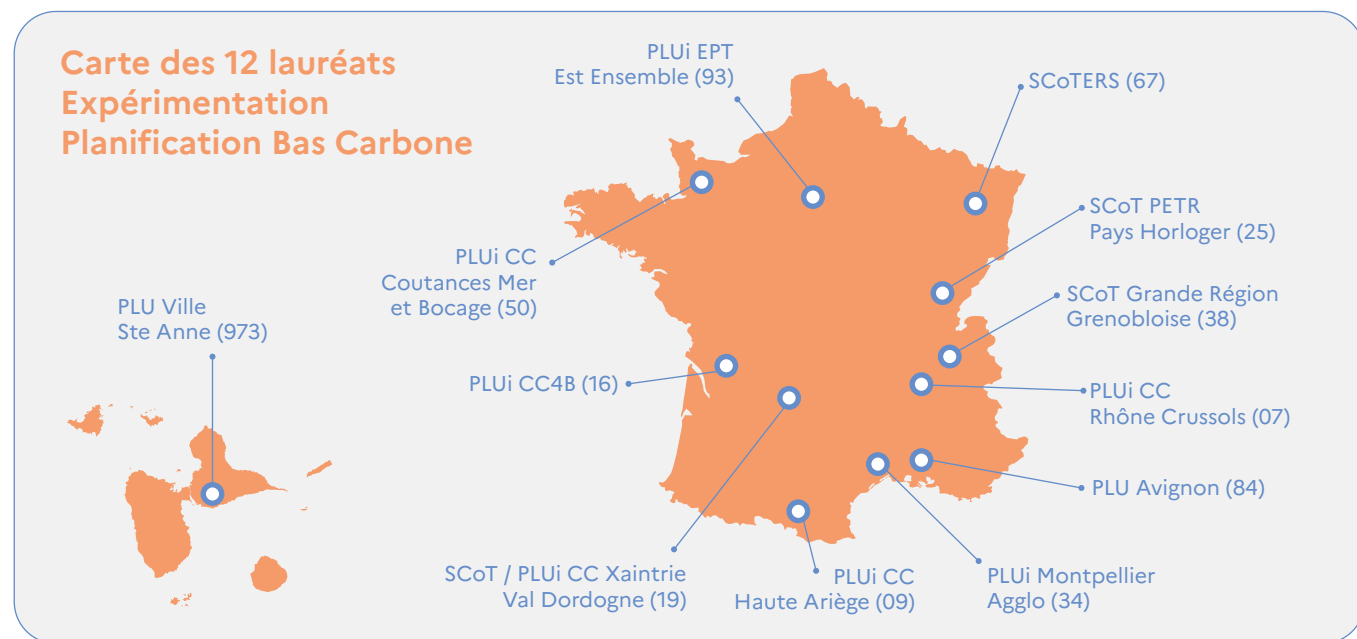 Carte des 12 lauréats
Expérimentation
Planification Bas Carbone
PLUi EPT
Est Ensemble (93)
SCoTERS (67)
SCoT PETR
Pays Horloger (25)
PLUi CC
Coutances Mer
et Bocage (50)
SCoT Grande Région
Grenobloise (38)
PLU Ville
Ste Anne (973)
PLUi CC4B (16)
PLUi CC
Rhône Crussols (07)
PLU Avignon (84)
SCoT / PLUi CC Xaintrie
Val Dordogne (19)
PLUi CC
Haute Ariège (09)
PLUi Montpellier
Agglo (34)